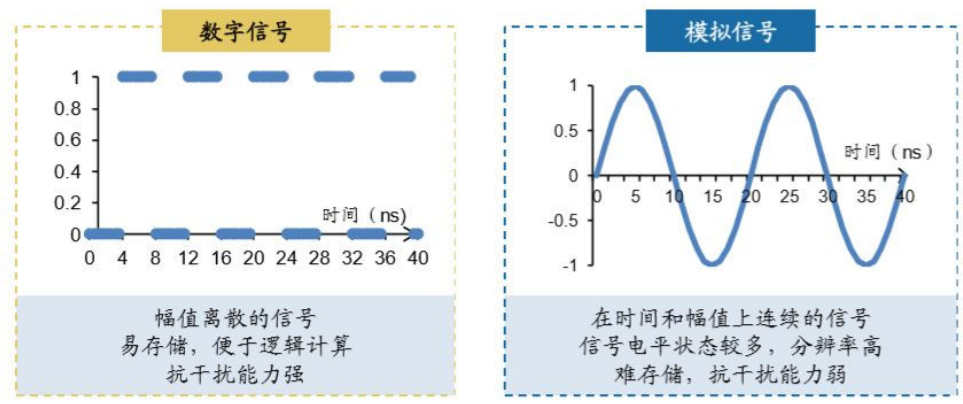 数字信号
1
0.8
0.6
0.4
0.2
0
时间（ns)
0 4 8 12 16 20 24 28 32 36 40
幅值离散的信号
易存储，便于逻辑计算
抗干扰能力强
模拟信号
1
0.5
0
-0.5
-1
时间（ns）
0 5 10 15 20 25 30 35 40
在时间和幅值上连续的信号
信号电平状态较多，分辨率高
难存储，抗干扰能力弱